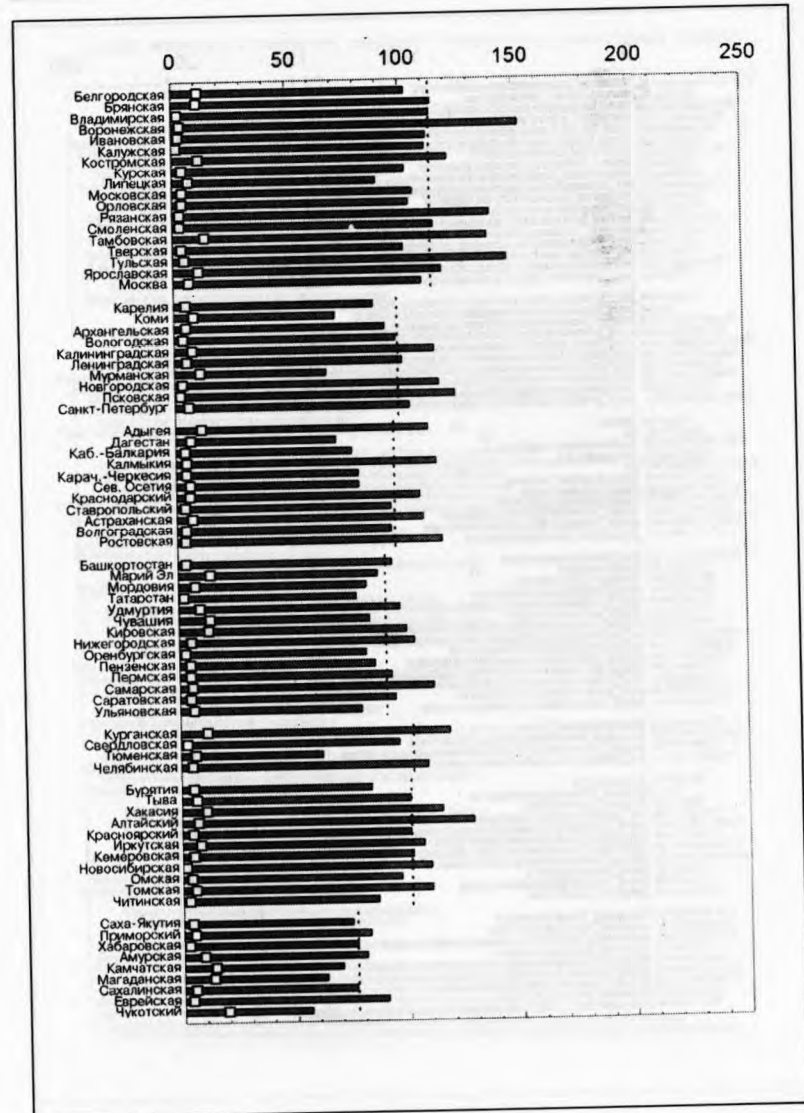 0 50 100 150 200 250
Белгородская
Брянская
Владимирская
Воронежская
Ивановская
Калужская
Костромская
Курская
Липецкая
Московская
Орловская
Рязанская
Смоленская
Тамбовская
Тверская
Тульская
Ярославская
Москва
Карелия
Коми
Архангельская
Вологодская
Калининградская
Ленинградская
Мурманская
Новгородская
Псковская
Санкт-Петербург
Адыгея
Дагестан
Каб.-Балкария
Калмыкия
Карач.-Черкесия
Сев. Осетия
Краснодарский
Ставропольский
Астраханская
Волгоградская
Ростовская
Башкортостан
Марий Эл
Мордовия
Татарстан
Удмуртия
Чувашия
Кировская
Нижегородская
Оренбургская
Пензенская
Пермская
Самарская
Саратовская
Ульяновская
Курганская
Свердловская
Тюменская
Челябинская
Бурятия
Тыва
Хакасия
Алтайский
Красноярский
Иркутская
Кемеровская
Новосибирская
Омская
Томская
Читинская
Саха-Якутия
Приморский
Хабаровская
Амурская
Камчатская
Магаданская
Сахалинская
Еврейская
Чукотский